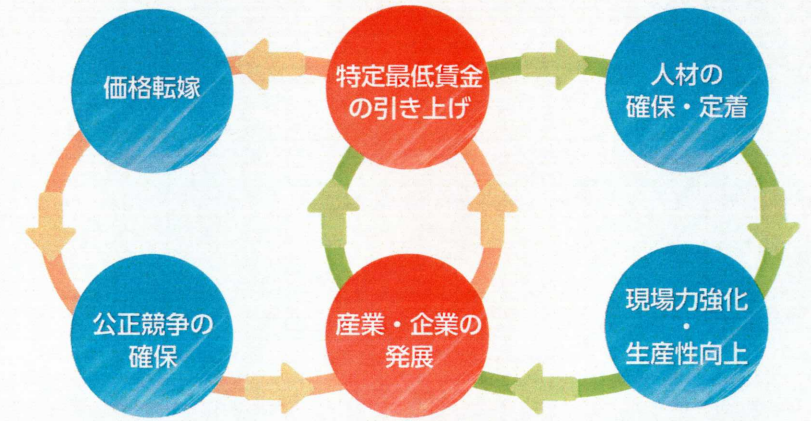 価格転嫁
特定最低賃金
の引き上げ
人材の
確保・定着
公正競争の
確保
産業・企業の
発展
現場力強化
・
生産性向上